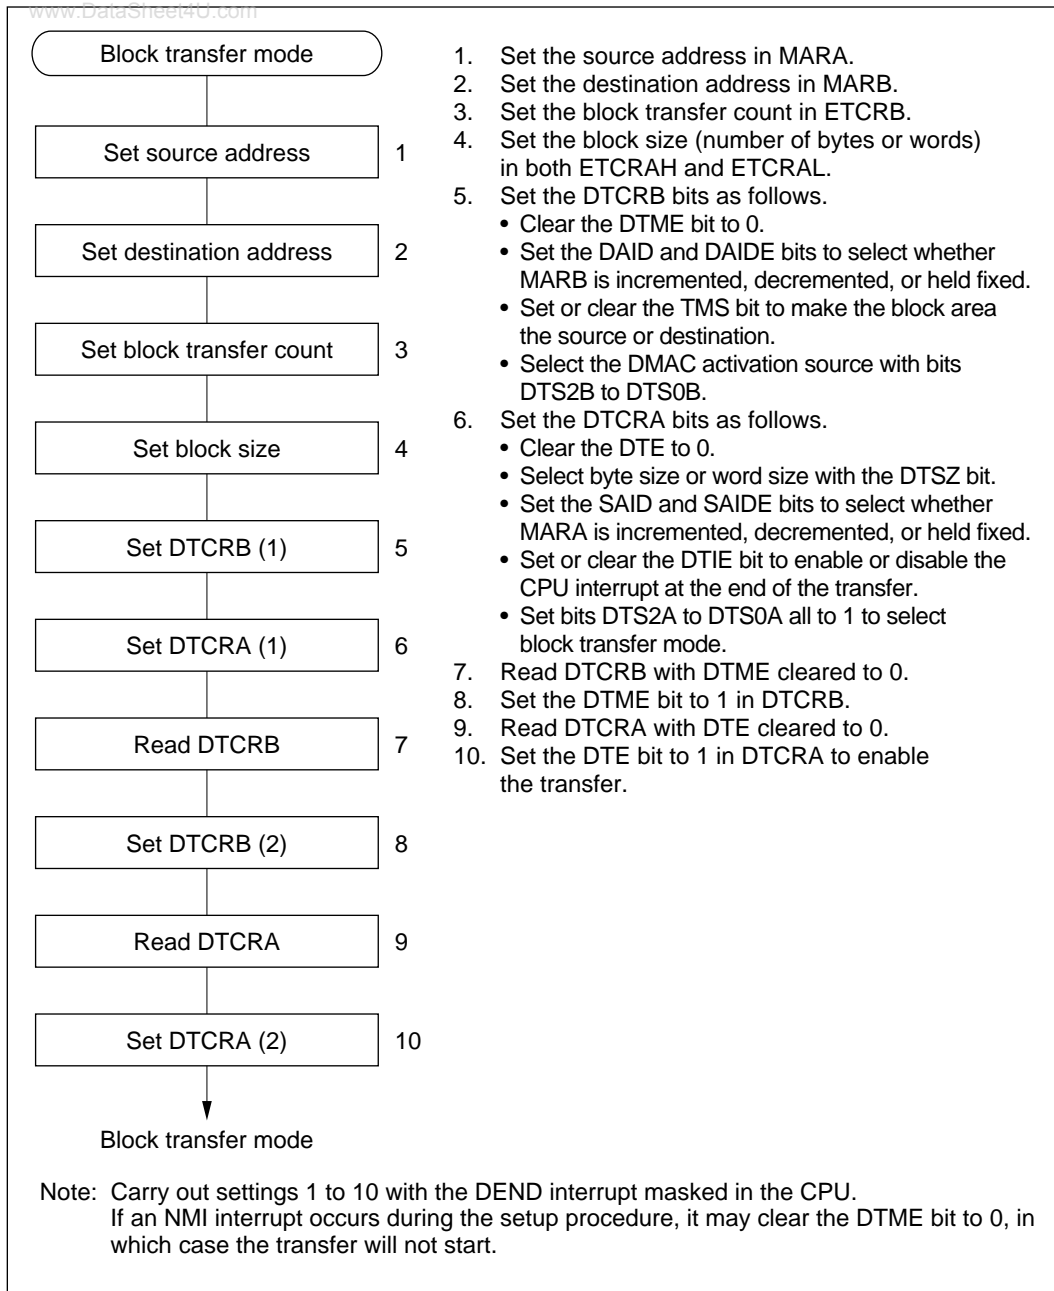 www.DataSheet4U.com
Block transfer mode
Set source address 1
Set destination address 2
Set block transfer count 3
Set block size 4
Set DTCRB (1) 5
Set DTCRA (1) 6
Read DTCRB 7
Set DTCRB (2) 8
Read DTCRA 9
Set DTCRA (2) 10
Block transfer mode
1. Set the source address in MARA.
2. Set the destination address in MARB.
3. Set the block transfer count in ETCRB.
4. Set the block size (number of bytes or words)
in both ETCRAH and ETCRAL.
5. Set the DTCRB bits as follows.
• Clear the DTME bit to 0.
• Set the DAID and DAIDE bits to select whether
MARB is incremented, decremented, or held fixed.
• Set or clear the TMS bit to make the block area
the source or destination.
• Select the DMAC activation source with bits
DTS2B to DTS0B.
6. Set the DTCRA bits as follows.
• Clear the DTE to 0.
• Select byte size or word size with the DTSZ bit.
• Set the SAID and SAIDE bits to select whether
MARA is incremented, decremented, or held fixed.
• Set or clear the DTIE bit to enable or disable the
CPU interrupt at the end of the transfer.
• Set bits DTS2A to DTS0A all to 1 to select
block transfer mode.
7. Read DTCRB with DTME cleared to 0.
8. Set the DTME bit to 1 in DTCRB.
9. Read DTCRA with DTE cleared to 0.
10. Set the DTE bit to 1 in DTCRA to enable
the transfer.
Note: Carry out settings 1 to 10 with the DEND interrupt masked in the CPU.
If an NMI interrupt occurs during the setup procedure, it may clear the DTME bit to 0, in
which case the transfer will not start.